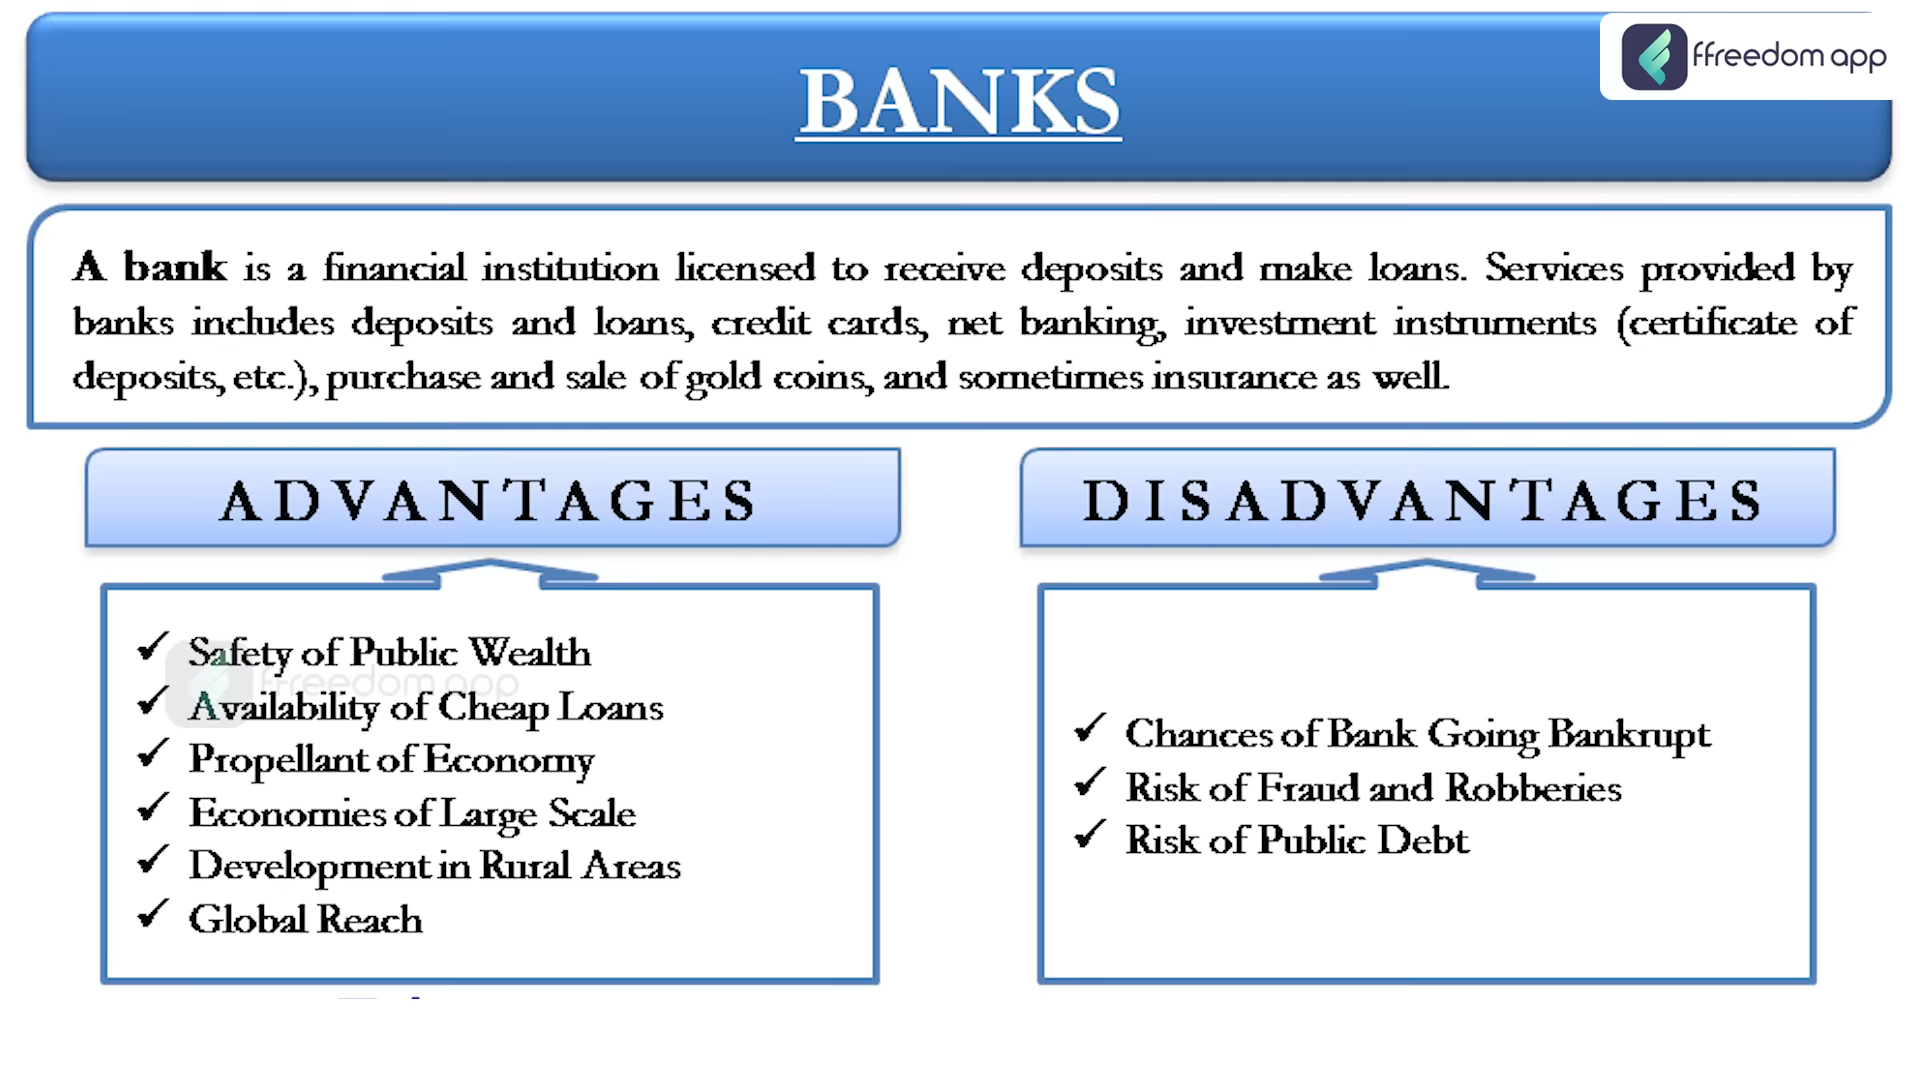 BANKS
ffreedom app
A bank is a financial institution licensed to receive deposits and make loans. Services provided by
banks includes deposits and loans, credit cards, net banking, investment instruments (certificate of
deposits, etc.), purchase and sale of gold coins, and sometimes insurance as well.
ADVANTAGES
✓ Safety of Public Wealth
ffreedom app
✓ Availability of Cheap Loans
✓ Propellant of Economy
✓ Economies of Large Scale
✓ Development in Rural Areas
✓ Global Reach
DISADVANTAGES
✓ Chances of Bank Going Bankrupt
✓ Risk of Fraud and Robberies
✓ Risk of Public Debt